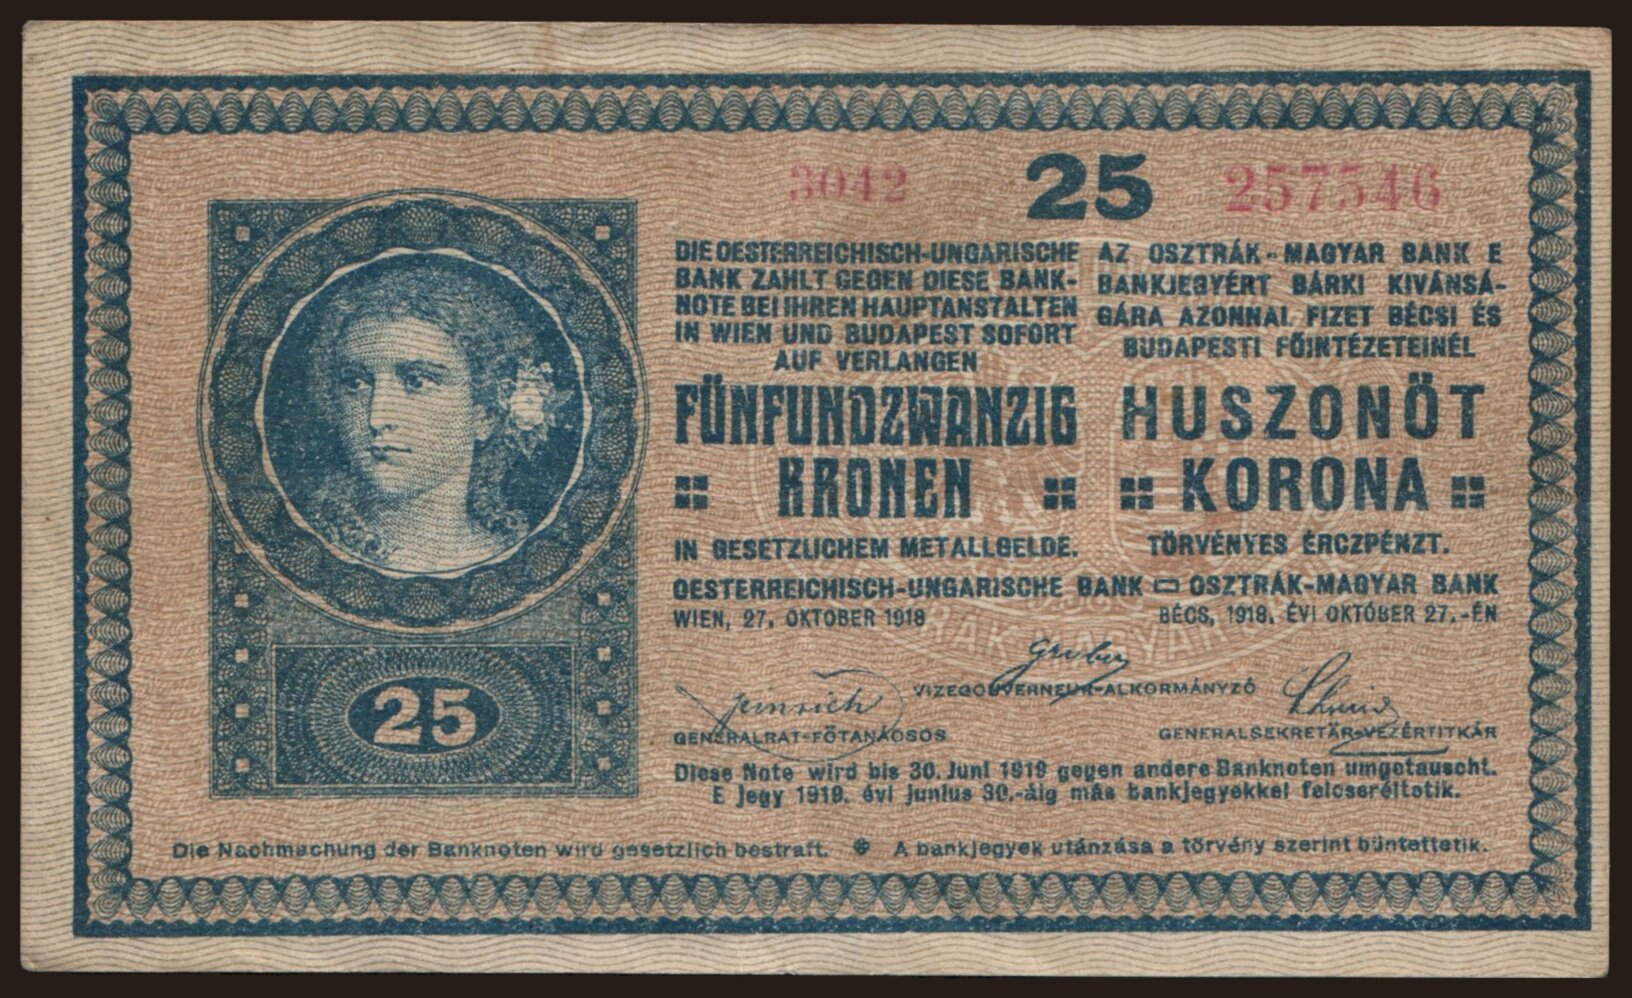 3042 25 257546
DIE OESTERREICHISCH-UNGARISCHE
BANK ZAHLT GEGEN DIESE BANK-
NOTE BEI IHREN HAUPTANSTALTEN
IN WIEN UND BUDAPEST SOFORT
AUF VERLANGEN
FÜNFUNDZWANZIG
KRONEN
IN GESETZLICHEM METALLGELDE.
AZ OSZTRÁK-MAGYAR BANK E
BANKJEGYÉRT BÁRKI KIVÁNSÁ-
GÁRA AZONNAL FIZET BÉCSI ÉS
BUDAPESTI FŐINTÉZETEINÉL
HUSZONÖT
KORONA
TÖRVÉNYES ÉRCZPÉNZT.
OESTERREICHISCH-UNGARISCHE BANK OSZTRÁK-MAGYAR BANK
WIEN, 27. OKTOBER 1918 BÉCS, 1918. ÉVI OKTÓBER 27.-ÉN
Gruber
VIZEGOUVERNEUR-ALKORMÁNYZÓ
GENERALRAT-FŐTANÁCSOS GENERALSEKRETÄR-VEZÉRTITKÁR
25
Diese Note wird bis 30. Juni 1919 gegen andere Banknoten umgetauscht.
E jegy 1919. évi junius 30.-áig más bankjegyekkel felcseréltetik.
Die Nachmachung der Banknoten wird gesetzlich bestraft. A bankjegyek utánzása a törvény szerint büntettetik.